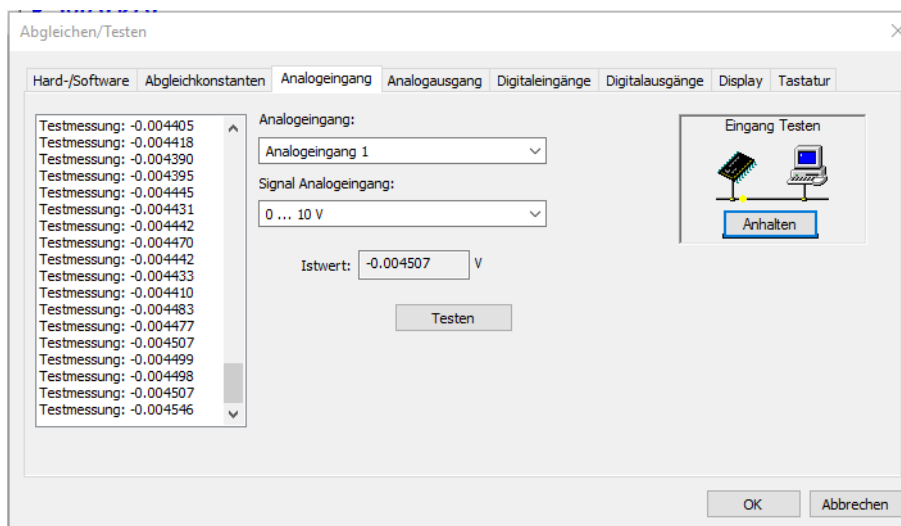 Abgleichen/Testen
Hard-/Software Abgleichkonstanten Analogeingang Analogausgang Digitaleingänge Digitalausgänge Display Tastatur
Testmessung: -0.004405
Testmessung: -0.004418
Testmessung: -0.004390
Testmessung: -0.004395
Testmessung: -0.004445
Testmessung: -0.004431
Testmessung: -0.004442
Testmessung: -0.004470
Testmessung: -0.004442
Testmessung: -0.004433
Testmessung: -0.004410
Testmessung: -0.004483
Testmessung: -0.004477
Testmessung: -0.004507
Testmessung: -0.004499
Testmessung: -0.004498
Testmessung: -0.004507
Testmessung: -0.004546
Analogeingang:
Analogeingang 1
Signal Analogeingang:
0 ... 10 V
Istwert: -0.004507 V
Testen
Eingang Testen
Anhalten
OK Abbrechen